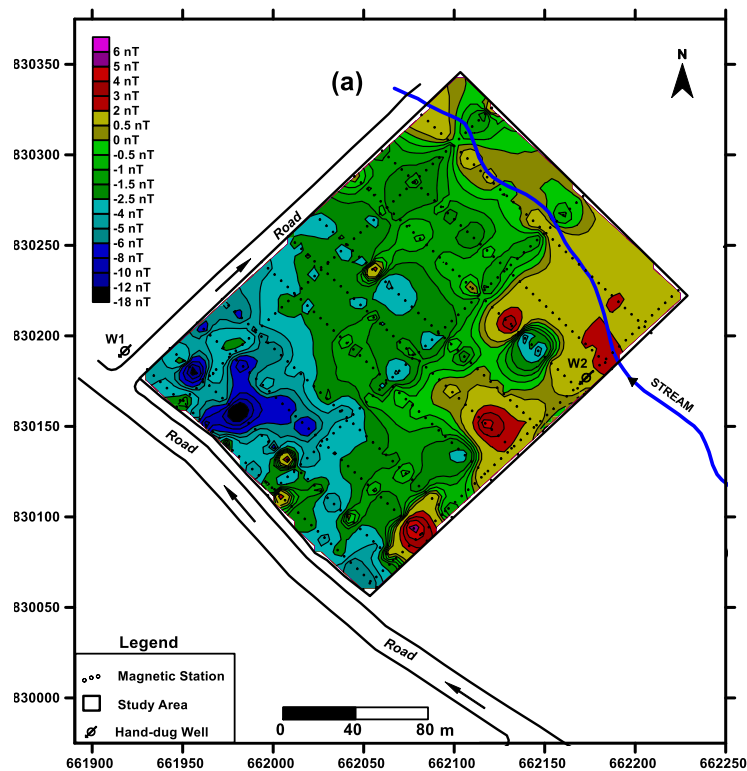 (a)
N
6 nT
5 nT
4 nT
3 nT
2 nT
0.5 nT
0 nT
-0.5 nT
-1 nT
-1.5 nT
-2.5 nT
-4 nT
-5 nT
-6 nT
-8 nT
-10 nT
-12 nT
-18 nT
830350
830300
830250
830200
830150
830100
830050
830000
Road
W1
W2
STREAM
Road
Road
Legend
Magnetic Station
Study Area
Hand-dug Well
0 40 80 m
661900 661950 662000 662050 662100 662150 662200 662250